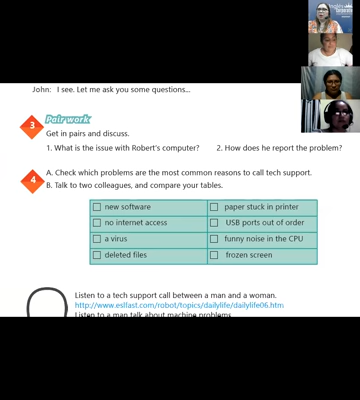 John: I see. Let me ask you some questions...
3
Pair work
Get in pairs and discuss.
1. What is the issue with Robert's computer? 2. How does he report the problem?
4
A. Check which problems are the most common reasons to call tech support.
B. Talk to two colleagues, and compare your tables.
new software
paper stuck in printer
no internet access
USB ports out of order
a virus
funny noise in the CPU
deleted files
frozen screen
Listen to a tech support call between a man and a woman.
http://www.esllast.com/robot/topics/dailylife/dailylife06.htm
Listen to a man talk about machine problems